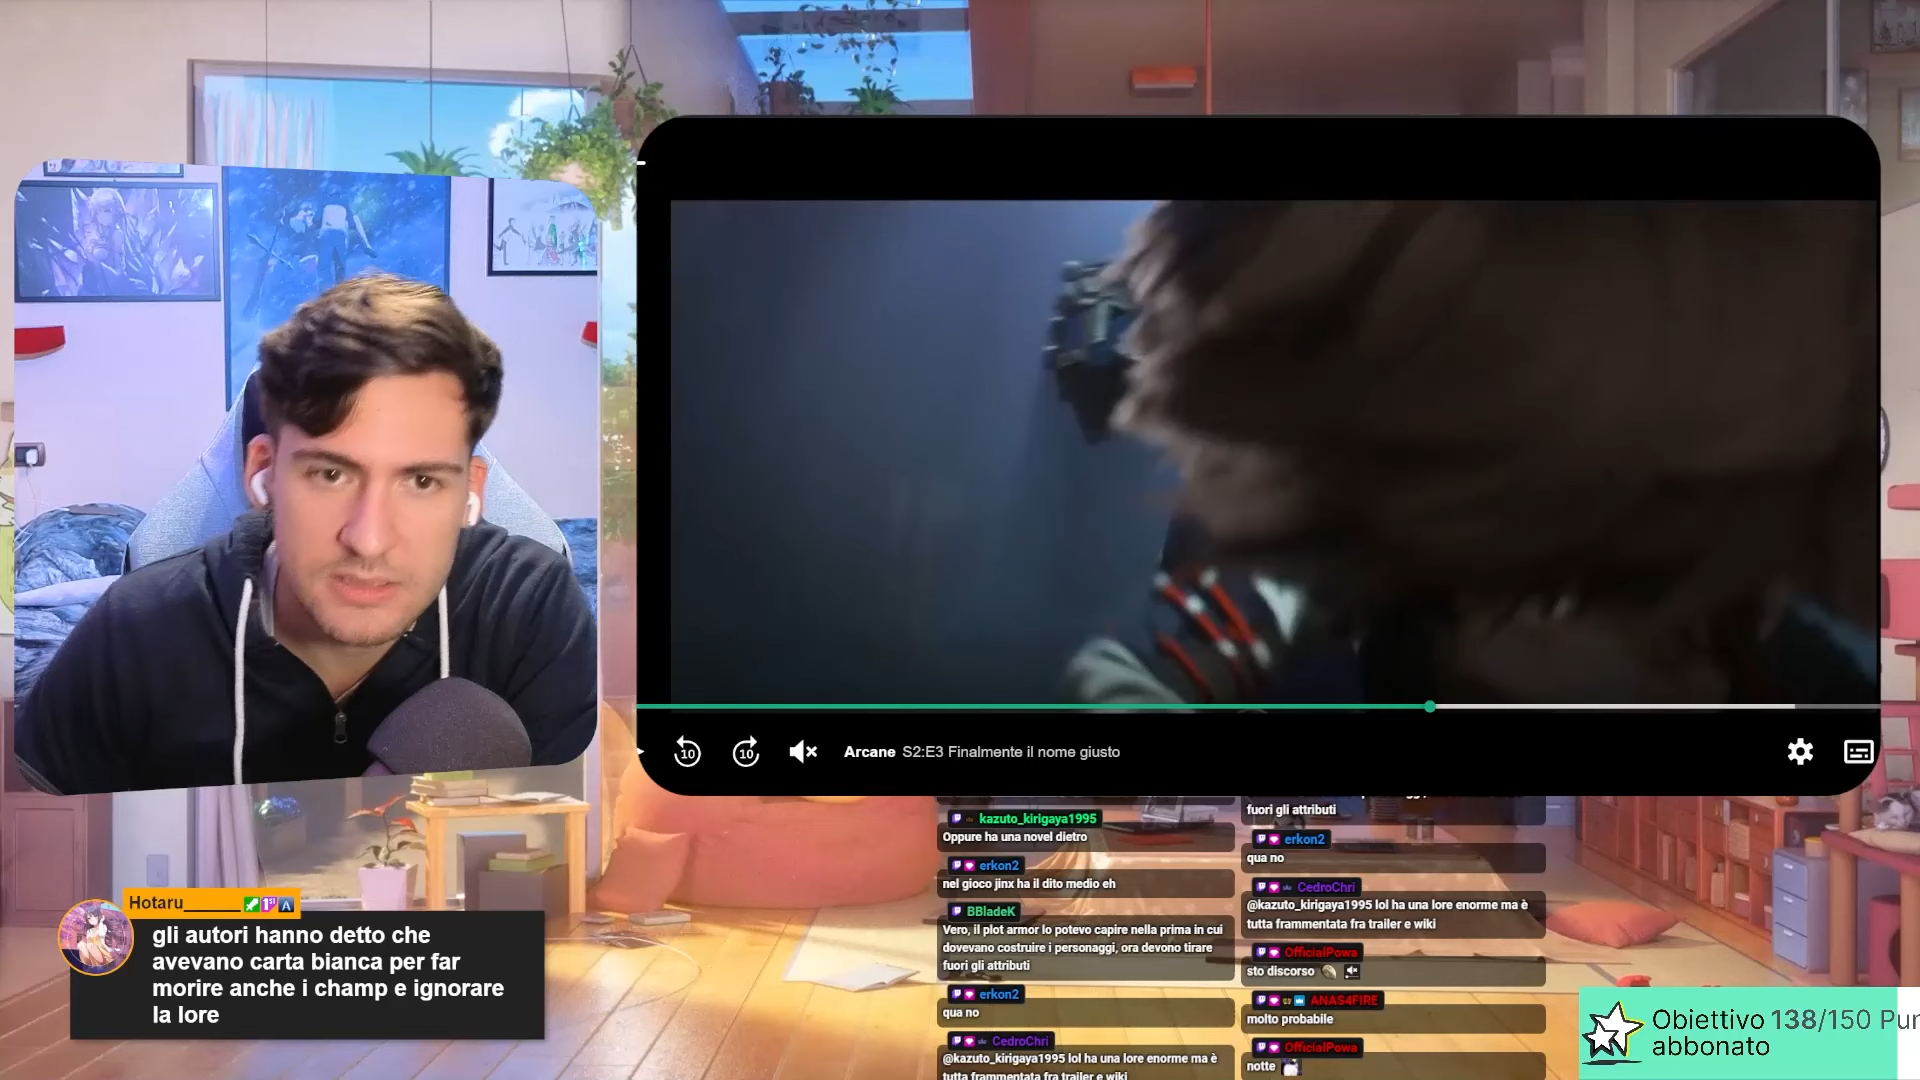 10
10
Arcane S2:E3 Finalmente il nome giusto
kazuto_kirigaya1995
Oppure ha una novel dietro
erkon2
nel gioco jinx ha il dito medio eh
BBladeK
Vero, il plot armor lo potevo capire nella prima in cui
dovevano costruire i personaggi, ora devono tirare
fuori gli attributi
erkon2
qua no
CedroChri
@kazuto_kirigaya1995 lol ha una lore enorme ma è
tutta frammentata fra trailer e wiki
fuori gli attributi
erkon2
qua no
CedroChri
@kazuto_kirigaya1995 lol ha una lore enorme ma è
tutta frammentata fra trailer e wiki
OfficialPowa
sto discorso
ANAS4FIRE
molto probabile
OfficialPowa
notte
Hotaru______
gli autori hanno detto che
avevano carta bianca per far
morire anche i champ e ignorare
la lore
Obiettivo 138/150 Pun
abbonato